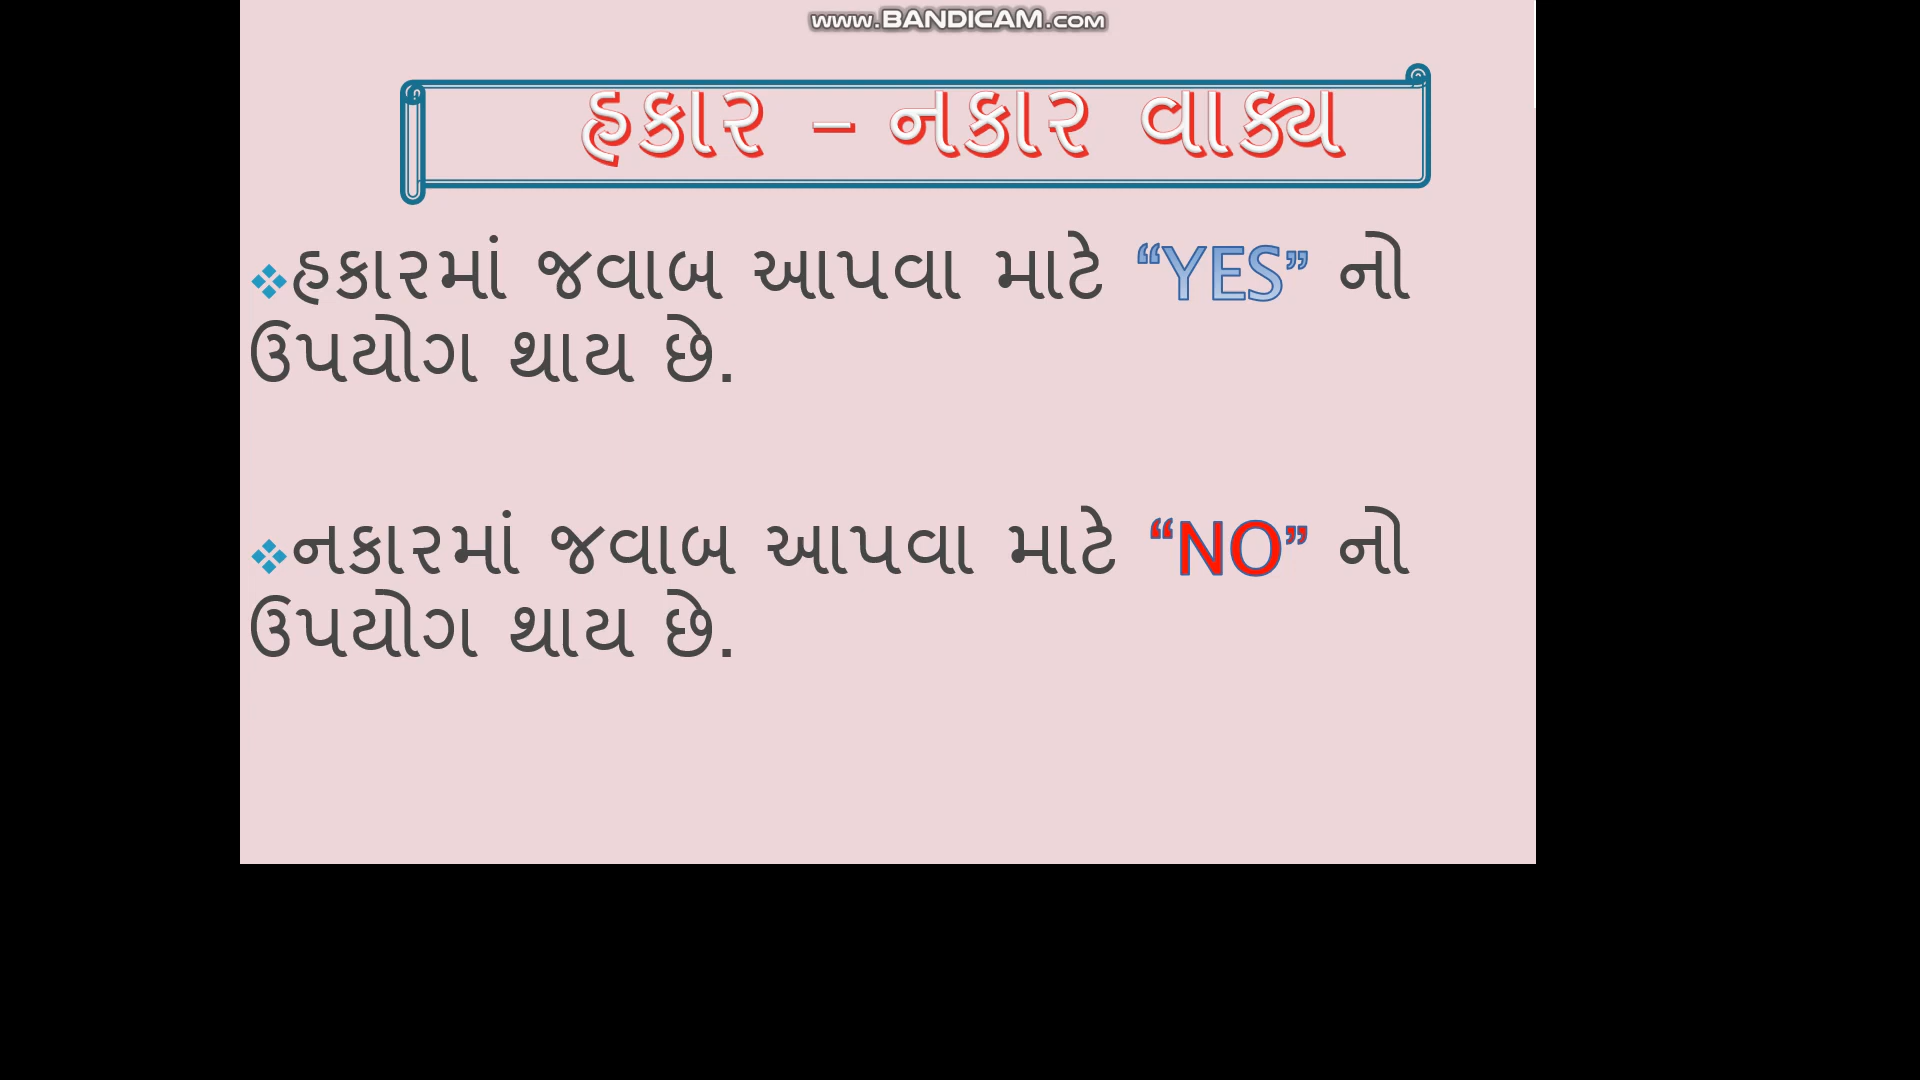 www.BANDICAM.com
હકાર – નકાર વાક્ય
❖હકારમાં જવાબ આપવા માટે “YES” નો
ઉપયોગ થાય છે.
❖નકારમાં જવાબ આપવા માટે “NO” નો
ઉપયોગ થાય છે.